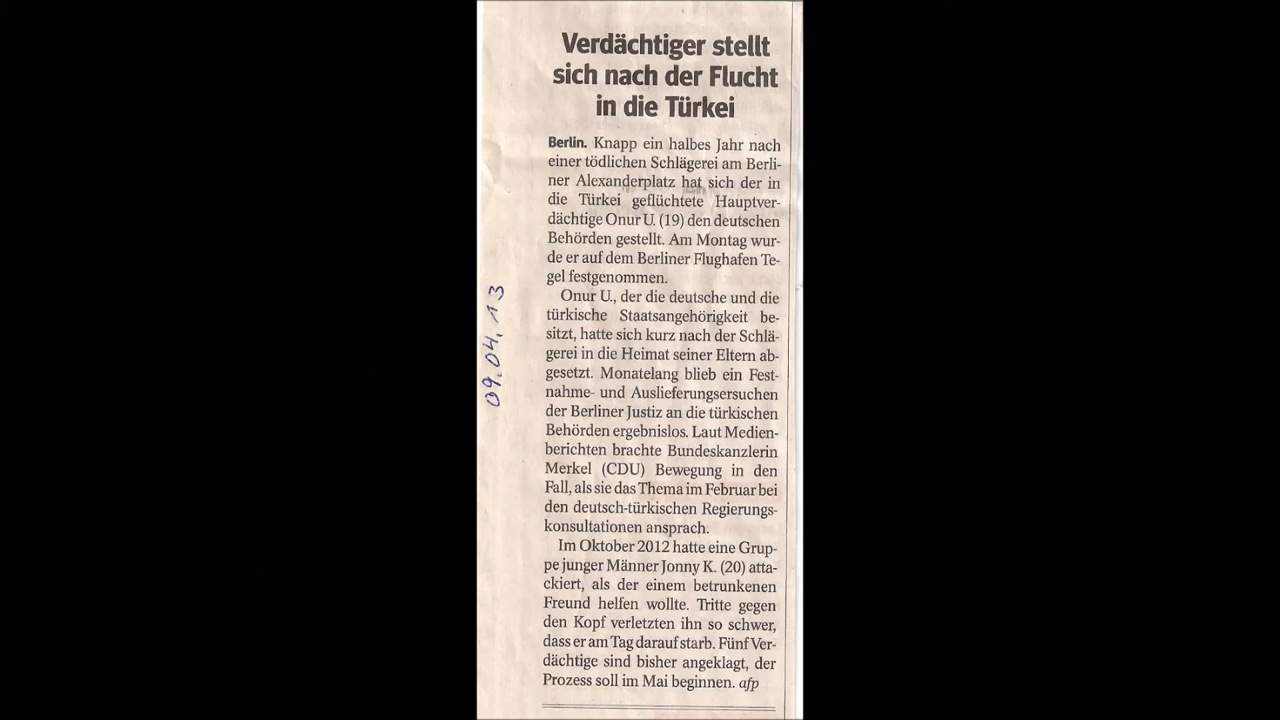 Verdächtiger stellt
sich nach der Flucht
in die Türkei
Berlin. Knapp ein halbes Jahr nach
einer tödlichen Schlägerei am Berli-
ner Alexanderplatz hat sich der in
die Türkei geflüchtete Hauptver-
dächtige Onur U. (19) den deutschen
Behörden gestellt. Am Montag wur-
de er auf dem Berliner Flughafen Te-
gel festgenommen.
Onur U., der die deutsche und die
türkische Staatsangehörigkeit be-
sitzt, hatte sich kurz nach der Schlä-
gerei in die Heimat seiner Eltern ab-
gesetzt. Monatelang blieb ein Fest-
nahme- und Auslieferungsersuchen
der Berliner Justiz an die türkischen
Behörden ergebnislos. Laut Medien-
berichten brachte Bundeskanzlerin
Merkel (CDU) Bewegung in den
Fall, als sie das Thema im Februar bei
den deutsch-türkischen Regierungs-
konsultationen ansprach.
Im Oktober 2012 hatte eine Grup-
pe junger Männer Jonny K. (20) atta-
ckiert, als der einem betrunkenen
Freund helfen wollte. Tritte gegen
den Kopf verletzten ihn so schwer,
dass er am Tag darauf starb. Fünf Ver-
dächtige sind bisher angeklagt, der
Prozess soll im Mai beginnen. afp
09.04.13